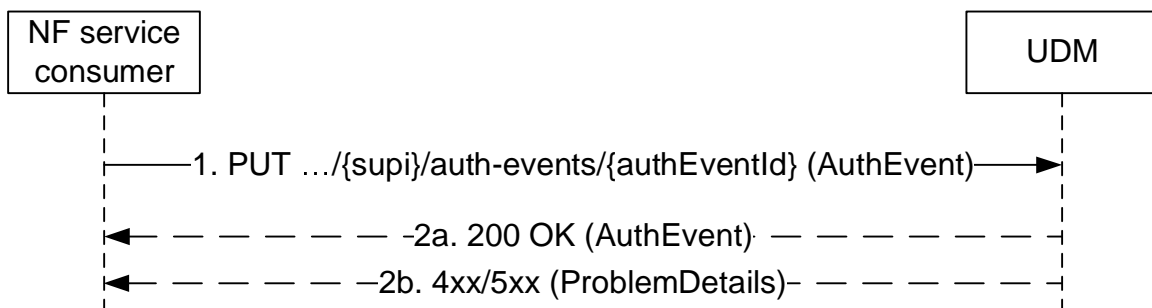 NF service
consumer
UDM
1. PUT …/{supi}/auth-events/{authEventId} (AuthEvent)
2a. 200 OK (AuthEvent)
2b. 4xx/5xx (ProblemDetails)